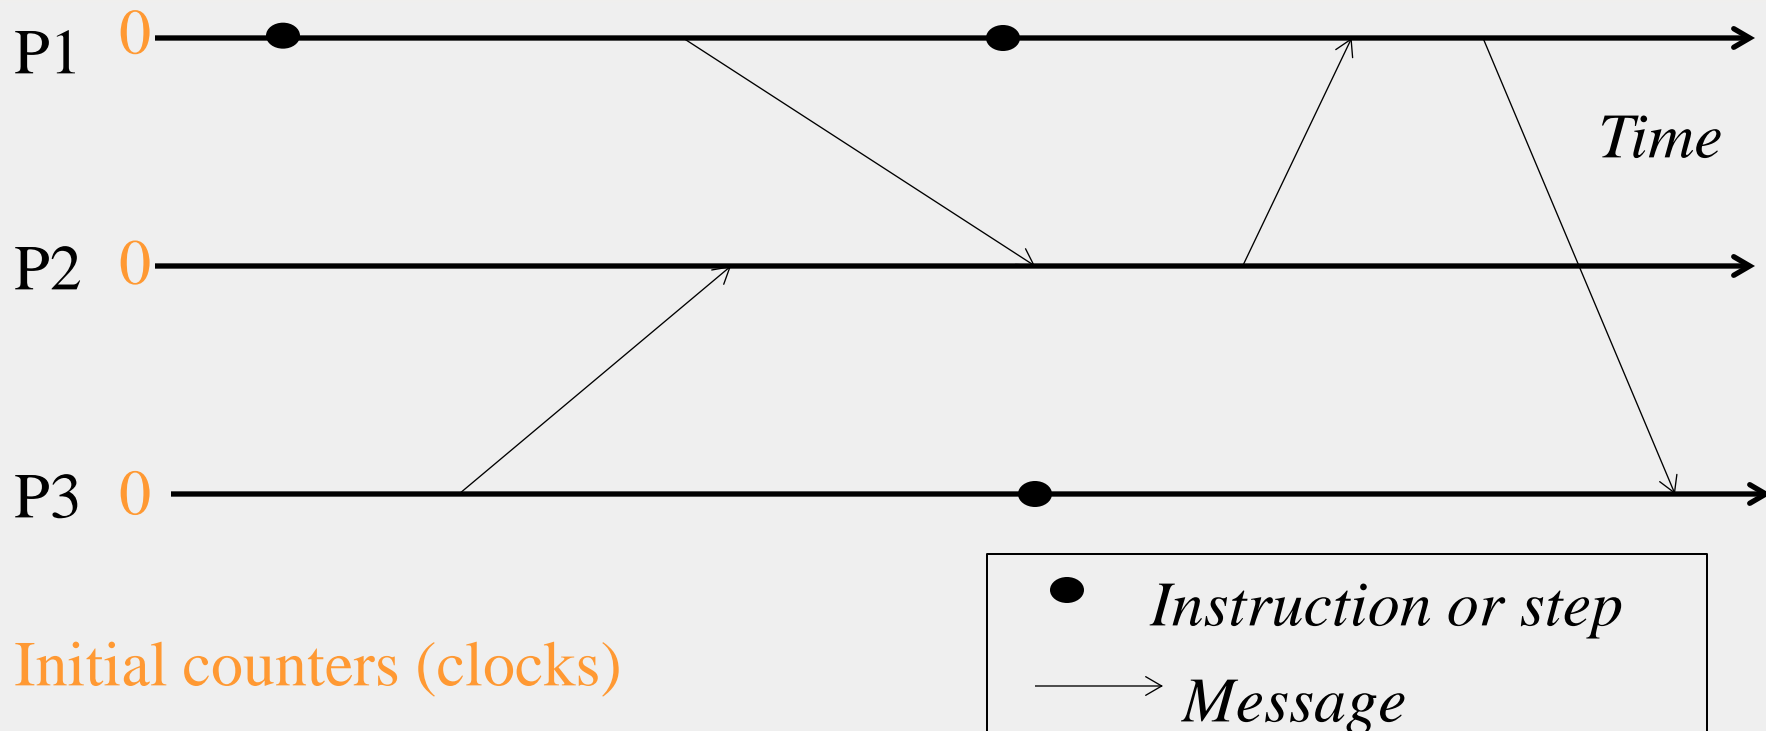 P1 0
Time
P2 0
P3 0
Instruction or step
Initial counters (clocks)
Message